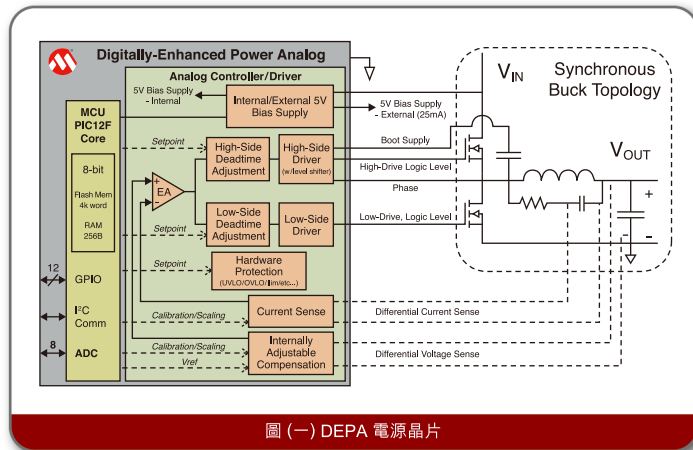 Digitally-Enhanced Power Analog
Analog Controller/Driver
5V Bias Supply
- Internal
Internal/External 5V
Bias Supply
5V Bias Supply
- External (25mA)
VIN
Synchronous
Buck Topology
MCU
PIC12F
Core
8-bit
Flash Mem
4k word
RAM
256B
Setpoint
High-Side
Deadtime
Adjustment
High-Side
Driver
(w/level shifter)
Boot Supply
High-Drive Logic Level
Phase
VOUT
+
-
+
-
EA
Low-Side
Deadtime
Adjustment
Low-Side
Driver
Low-Drive, Logic Level
Setpoint
Setpoint
Hardware
Protection
(UVLO/OVLO/lim/etc...)
12
GPIO
I²C
Comm
8
ADC
Calibration/Scaling
Current Sense
Differential Current Sense
Calibration/Scaling
Vref
Internally
Adjustable
Compensation
Differential Voltage Sense
圖 (一) DEPA 電源晶片